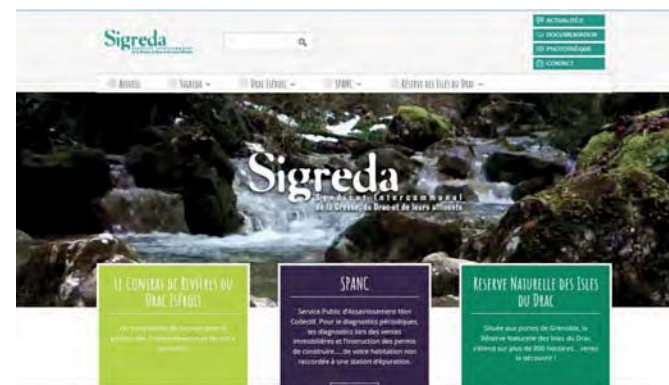 Sigreda
ACTUALITÉS
DOCUMENTATION
PHOTOTHÈQUE
CONTACT
ACCUEIL
SIGREDA
DRAC ISÉROIS
SPANC
RÉSERVE DES ISLES DU DRAC
Sigreda
Syndicat Intercommunal
de la Gresse, du Drac et de leurs affluents
LE CONTRAT DE RIVIÈRES DU
DRAC ISÉROIS
SPANC
Service Public d'Assainissement Non
Collectif. Pour le diagnostics périodiques,
les diagnostics lors des ventes
immobilières et l'instruction des permis
de construire.....de votre habitation non
raccordée à une station d'épuration.
RÉSERVE NATURELLE DES ISLES
DU DRAC
Située aux portes de Grenoble, la
Réserve Naturelle des Isles du Drac
s'étend sur plus de 800 hectares... venez
la découvrir !